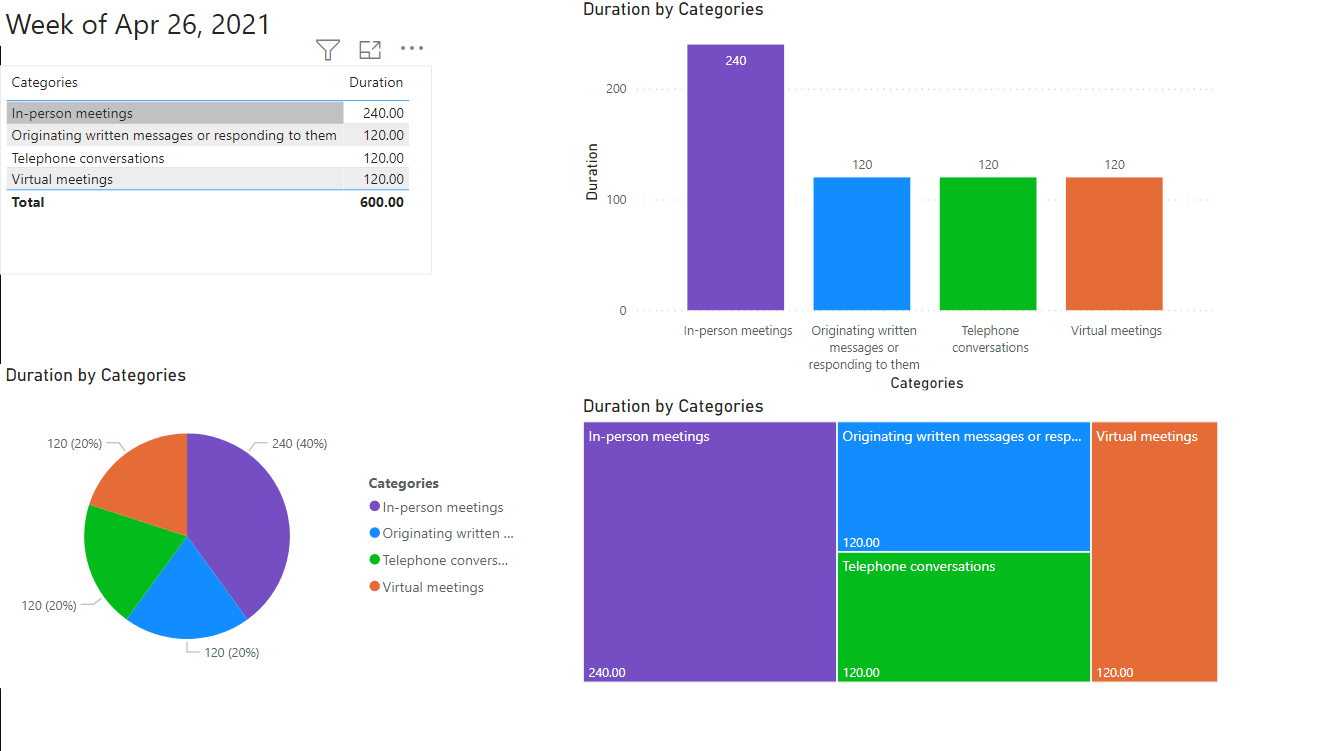 Week of Apr 26, 2021
Categories Duration
In-person meetings 240.00
Originating written messages or responding to them 120.00
Telephone conversations 120.00
Virtual meetings 120.00
Total 600.00
Duration by Categories
Duration
200
100
0
240
120
120
120
In-person meetings
Originating written
messages or
responding to them
Telephone
conversations
Virtual meetings
Categories
Duration by Categories
120 (20%)
240 (40%)
120 (20%)
120 (20%)
Categories
In-person meetings
Originating written ...
Telephone convers...
Virtual meetings
Duration by Categories
In-person meetings
240.00
Originating written messages or resp...
120.00
Telephone conversations
120.00
Virtual meetings
120.00